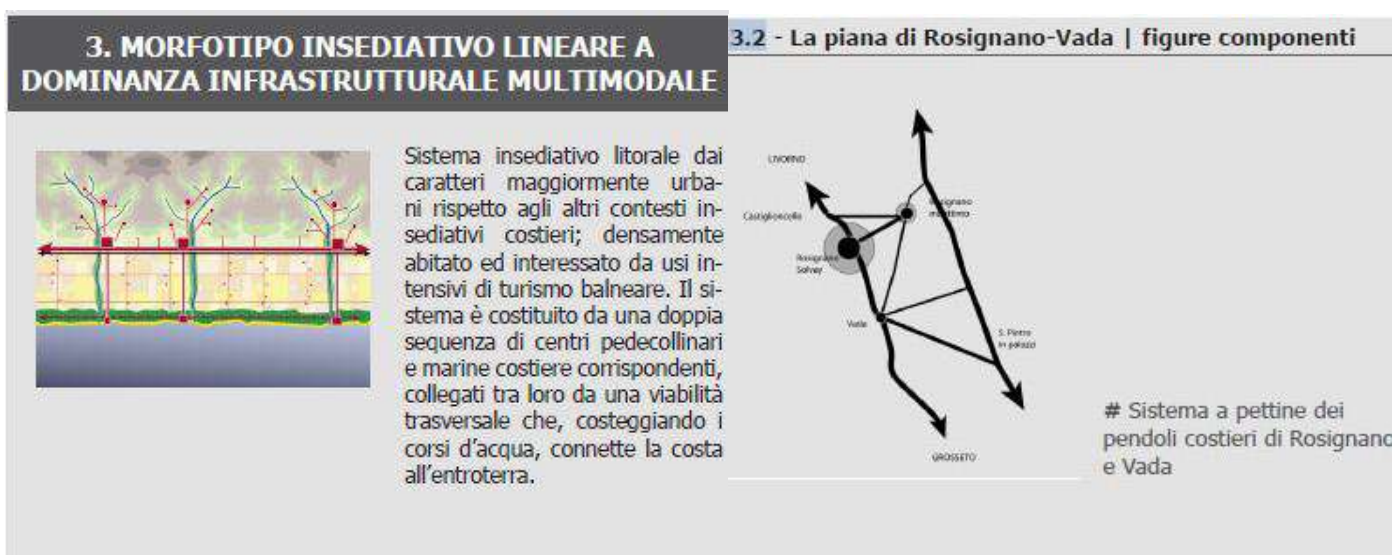 3. MORFOTIPO INSEDIATIVO LINEARE A
DOMINANZA INFRASTRUTTURALE MULTIMODALE
Sistema insediativo litorale dai
caratteri maggiormente urba-
ni rispetto agli altri contesti in-
sediativi costieri; densamente
abitato ed interessato da usi in-
tensivi di turismo balneare. Il si-
stema è costituito da una doppia
sequenza di centri pedecollinari
e marine costiere corrispondenti,
collegati tra loro da una viabilità
trasversale che, costeggiando i
corsi d'acqua, connette la costa
all'entroterra.
3.2 - La piana di Rosignano-Vada | figure componenti
LIVORNO
Castiglioncello
Rosignano
marittimo
Rosignano
Solvay
Vada
S. Pietro
in palazzi
GROSSETO
# Sistema a pettine dei
pendoli costieri di Rosignano
e Vada